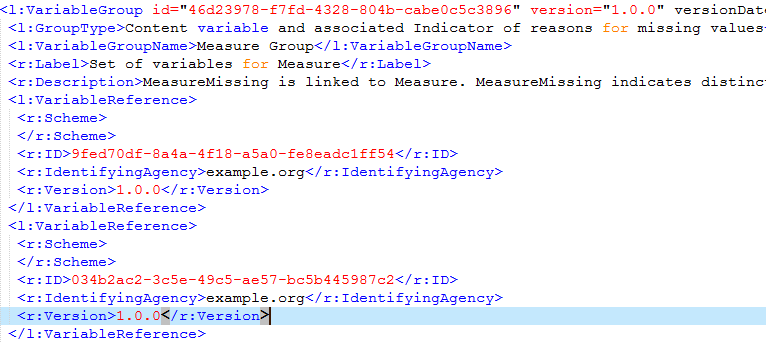 <l:VariableGroup id="46d23978-f7fd-4328-804b-cabe0c5c3896" version="1.0.0" versionDate
<l:GroupType>Content variable and associated Indicator of reasons for missing values
<l:VariableGroupName>Measure Group</l:VariableGroupName>
<r:Label>Set of variables for Measure</r:Label>
<r:Description>MeasureMissing is linked to Measure. MeasureMissing indicates distinc
<l:VariableReference>
<r:Scheme>
</r:Scheme>
<r:ID>9fed70df-8a4a-4f18-a5a0-fe8eadc1ff54</r:ID>
<r:IdentifyingAgency>example.org</r:IdentifyingAgency>
<r:Version>1.0.0</r:Version>
</l:VariableReference>
<l:VariableReference>
<r:Scheme>
</r:Scheme>
<r:ID>034b2ac2-3c5e-49c5-ae57-bc5b445987c2</r:ID>
<r:IdentifyingAgency>example.org</r:IdentifyingAgency>
<r:Version>1.0.0</r:Version>
</l:VariableReference>